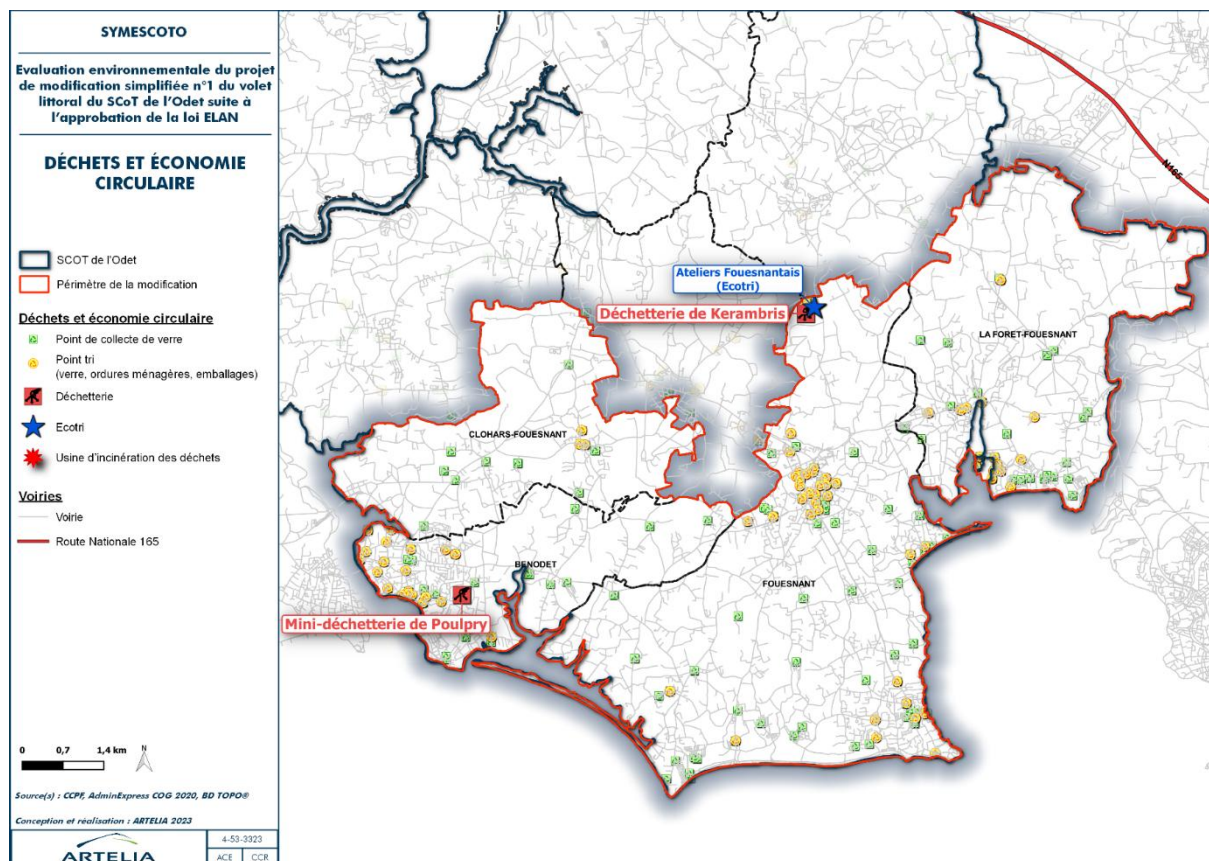 SYMESCOTO
Evaluation environnementale du projet
de modification simplifiée n°1 du volet
littoral du SCoT de l'Odet suite à
l'approbation de la loi ELAN
DÉCHETS ET ÉCONOMIE
CIRCULAIRE
SCOT de l'Odet
Périmètre de la modification
Déchets et économie circulaire
Point de collecte de verre
Point tri
(verre, ordures ménagères, emballages)
Déchetterie
Ecotri
Usine d'incinération des déchets
Voiries
Voirie
Route Nationale 165
0 0,7 1,4 km N
Source(s) : CCPF, AdminExpress COG 2020, BD TOPO®
Conception et réalisation : ARTELIA 2023
ARTELIA
4-53-3323
ACE CCR
N165
Ateliers Fouesnantais
(Ecotri)
Déchetterie de Kerambris
LA FORET-FOUESNANT
CLOHARS-FOUESNANT
BENODET
FOUESNANT
Mini-déchetterie de Poulpry